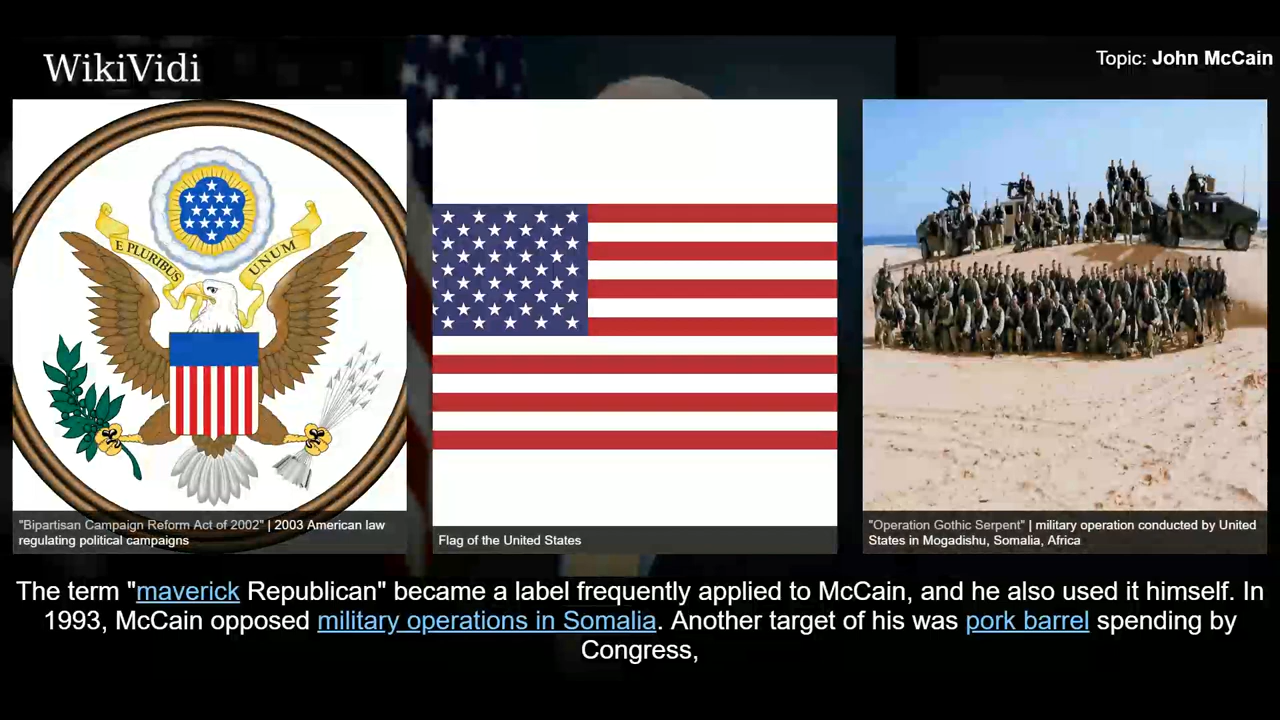 WikiVidi
Topic: John McCain
E PLURIBUS
UNUM
"Bipartisan Campaign Reform Act of 2002" | 2003 American law
regulating political campaigns
Flag of the United States
"Operation Gothic Serpent" | military operation conducted by United
States in Mogadishu, Somalia, Africa
The term "maverick Republican" became a label frequently applied to McCain, and he also used it himself. In
1993, McCain opposed military operations in Somalia. Another target of his was pork barrel spending by
Congress,